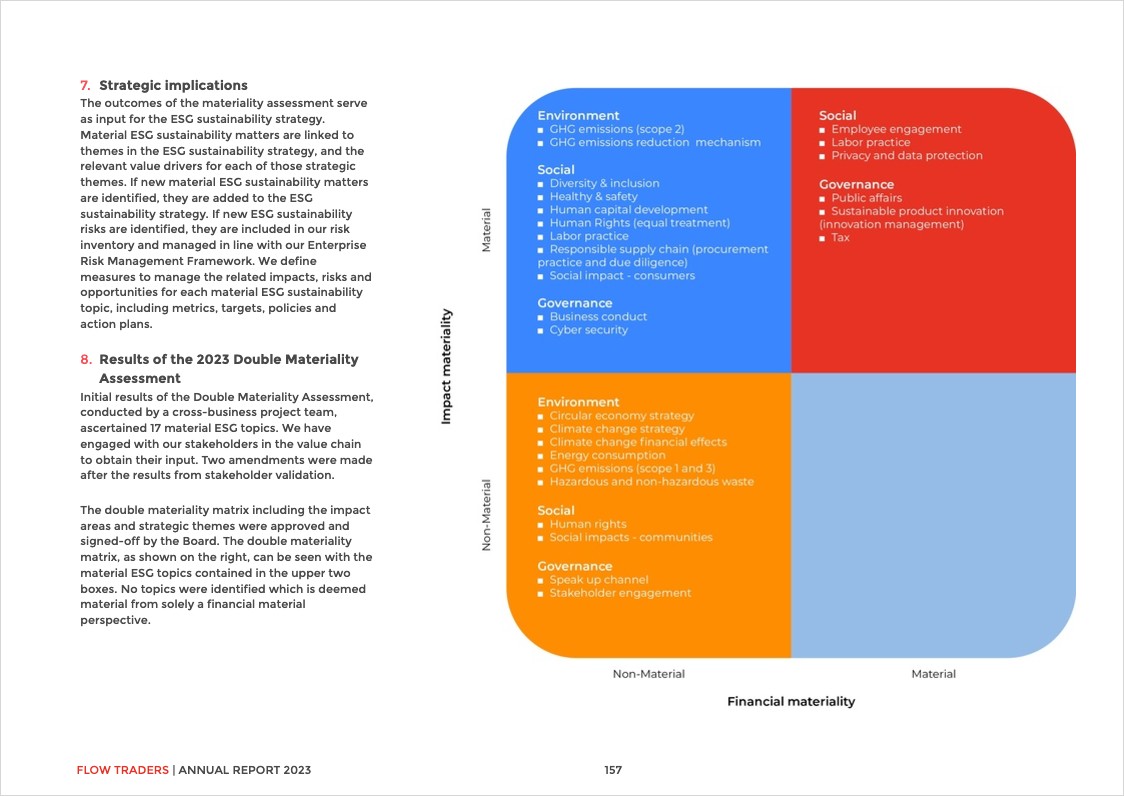 7. Strategic implications
The outcomes of the materiality assessment serve
as input for the ESG sustainability strategy.
Material ESG sustainability matters are linked to
themes in the ESG sustainability strategy, and the
relevant value drivers for each of those strategic
themes. If new material ESG sustainability matters
are identified, they are added to the ESG
sustainability strategy. If new ESG sustainability
risks are identified, they are included in our risk
inventory and managed in line with our Enterprise
Risk Management Framework. We define
measures to manage the related impacts, risks and
opportunities for each material ESG sustainability
topic, including metrics, targets, policies and
action plans.
8. Results of the 2023 Double Materiality
Assessment
Initial results of the Double Materiality Assessment,
conducted by a cross-business project team,
ascertained 17 material ESG topics. We have
engaged with our stakeholders in the value chain
to obtain their input. Two amendments were made
after the results from stakeholder validation.
The double materiality matrix including the impact
areas and strategic themes were approved and
signed-off by the Board. The double materiality
matrix, as shown on the right, can be seen with the
material ESG topics contained in the upper two
boxes. No topics were identified which is deemed
material from solely a financial material
perspective.
Impact materiality
Material
Non-Material
Environment
▪ GHG emissions (scope 2)
▪ GHG emissions reduction mechanism
Social
▪ Diversity & inclusion
▪ Healthy & safety
▪ Human capital development
▪ Human Rights (equal treatment)
▪ Labor practice
▪ Responsible supply chain (procurement
practice and due diligence)
▪ Social impact - consumers
Governance
▪ Business conduct
▪ Cyber security
Social
▪ Employee engagement
▪ Labor practice
▪ Privacy and data protection
Governance
▪ Public affairs
▪ Sustainable product innovation
(innovation management)
▪ Tax
Environment
▪ Circular economy strategy
▪ Climate change strategy
▪ Climate change financial effects
▪ Energy consumption
▪ GHG emissions (scope 1 and 3)
▪ Hazardous and non-hazardous waste
Social
▪ Human rights
▪ Social impacts - communities
Governance
▪ Speak up channel
▪ Stakeholder engagement
Non-Material
Material
Financial materiality
FLOW TRADERS | ANNUAL REPORT 2023
157